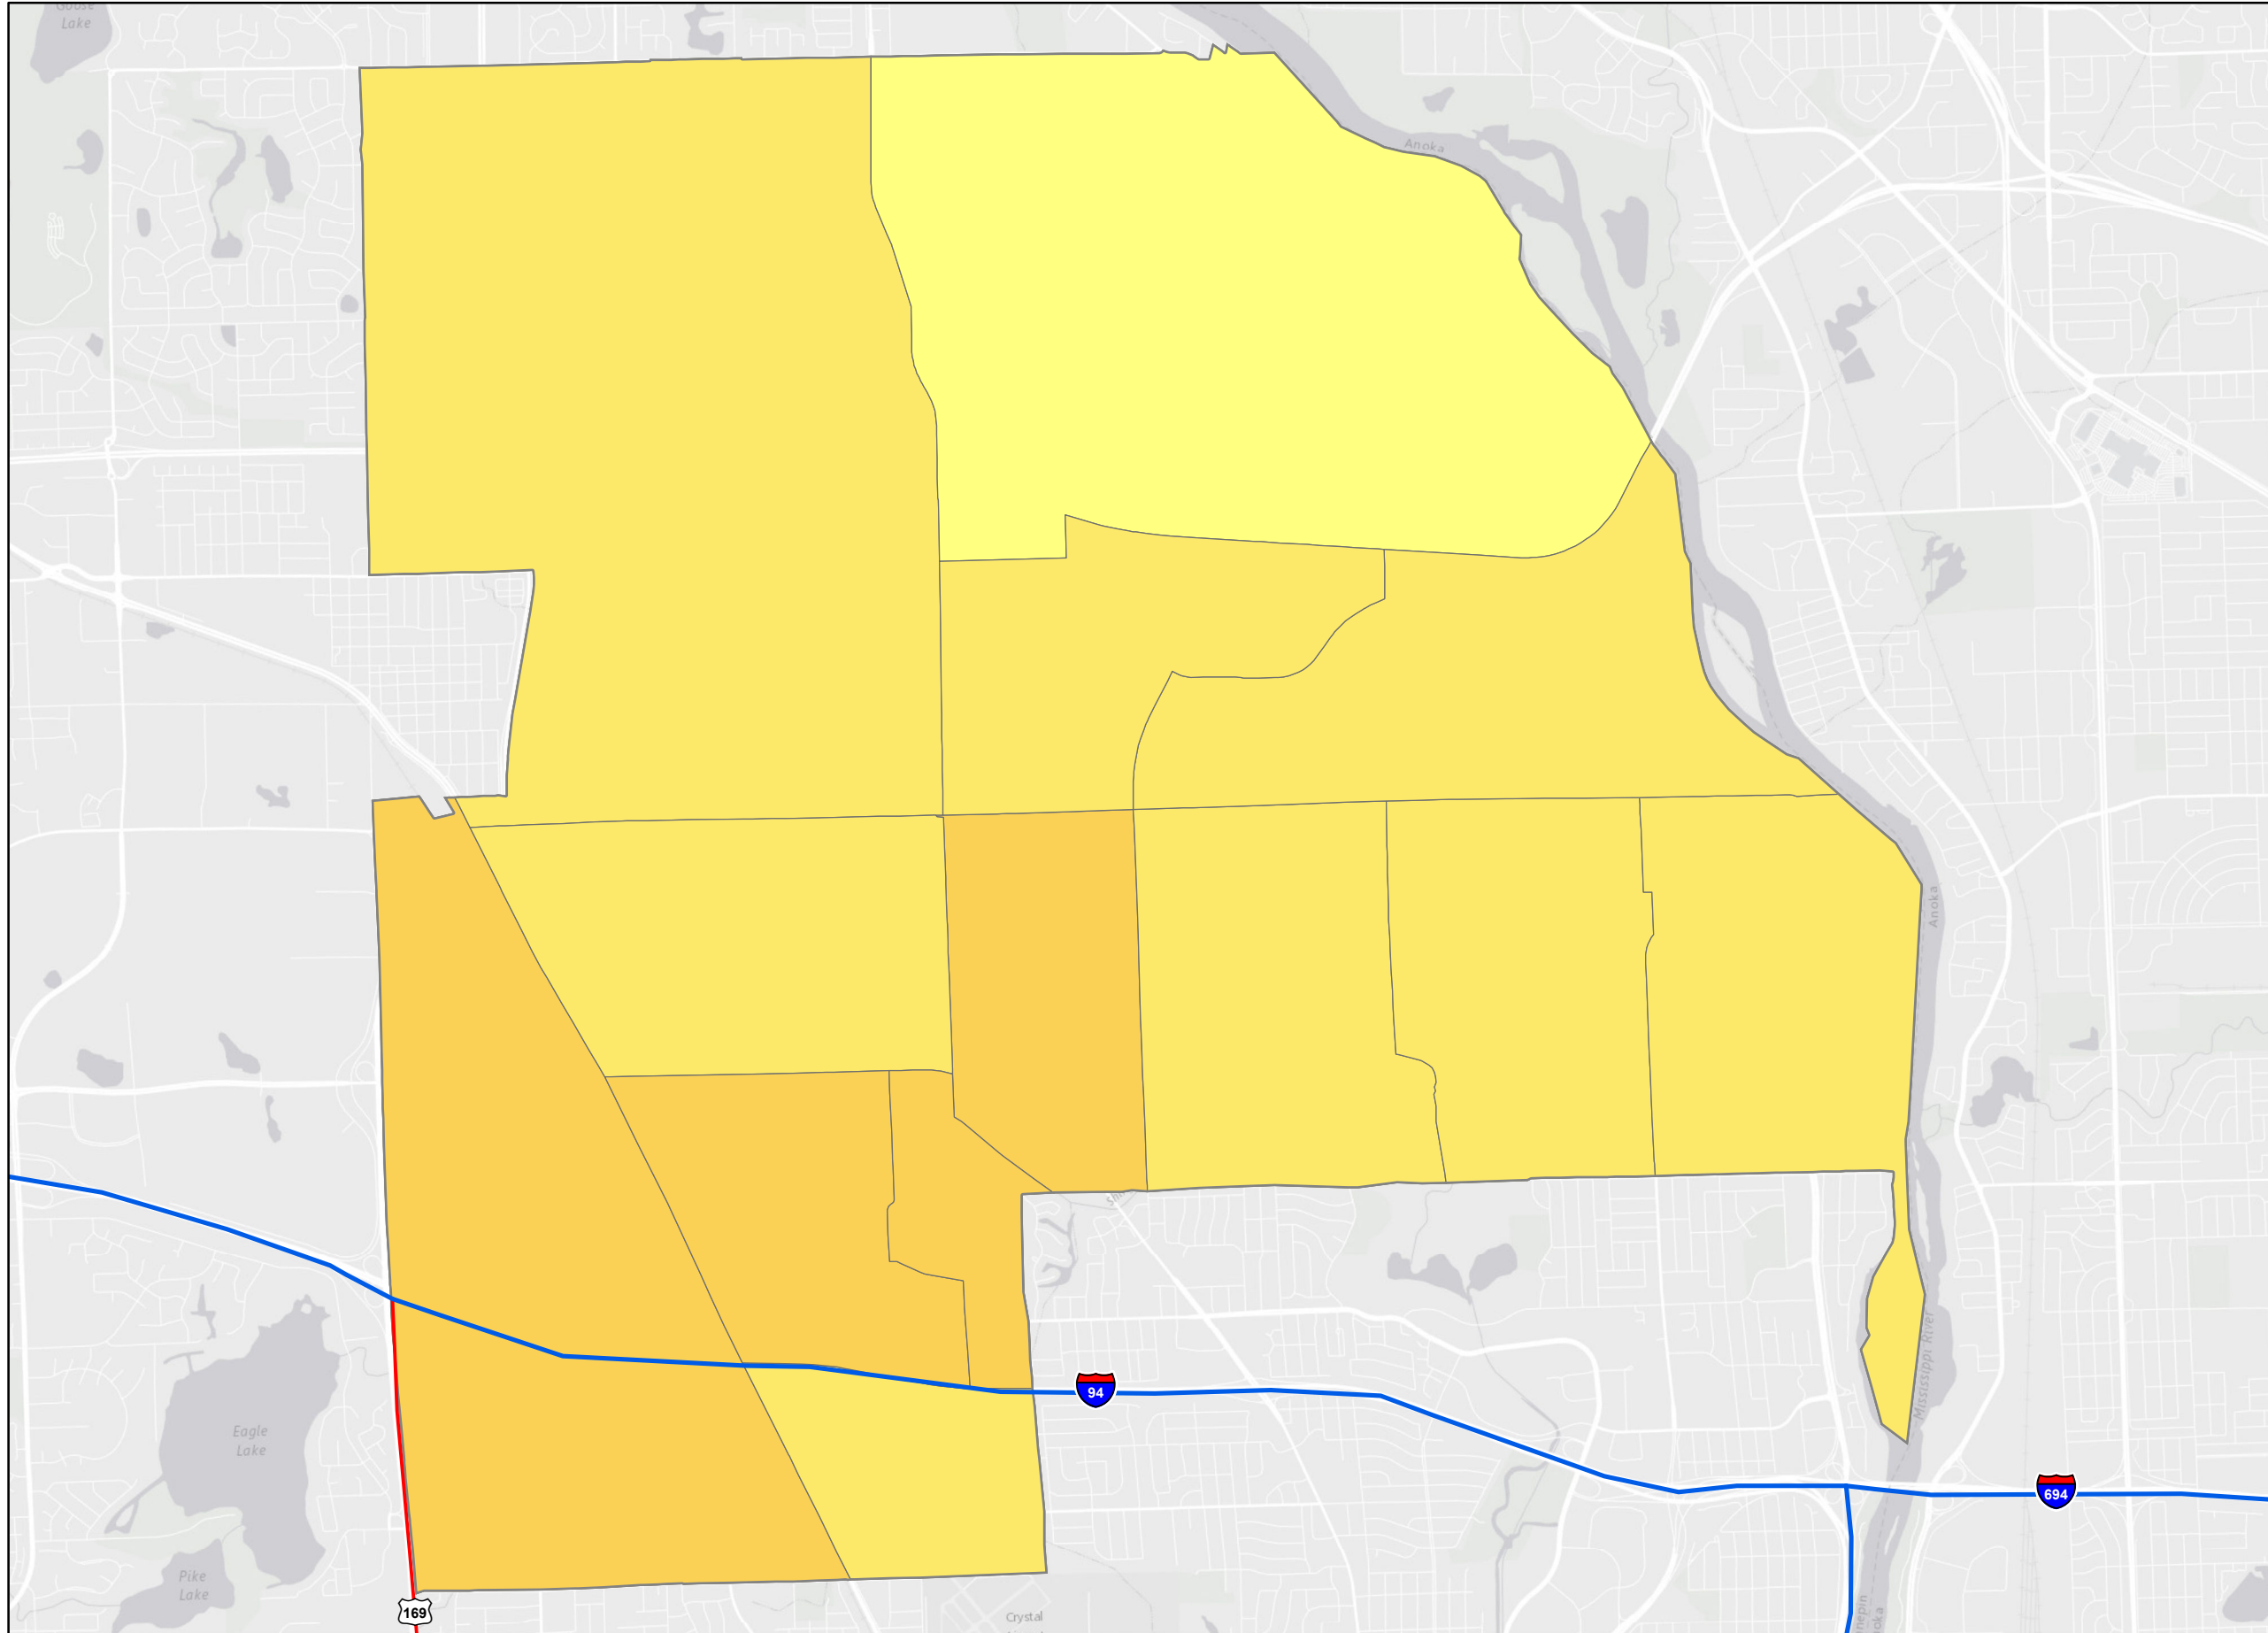 Goose
Lake
Anoka
Anoka
Mississippi River
94
Eagle
Lake
694
Pike
Lake
169
Crystal